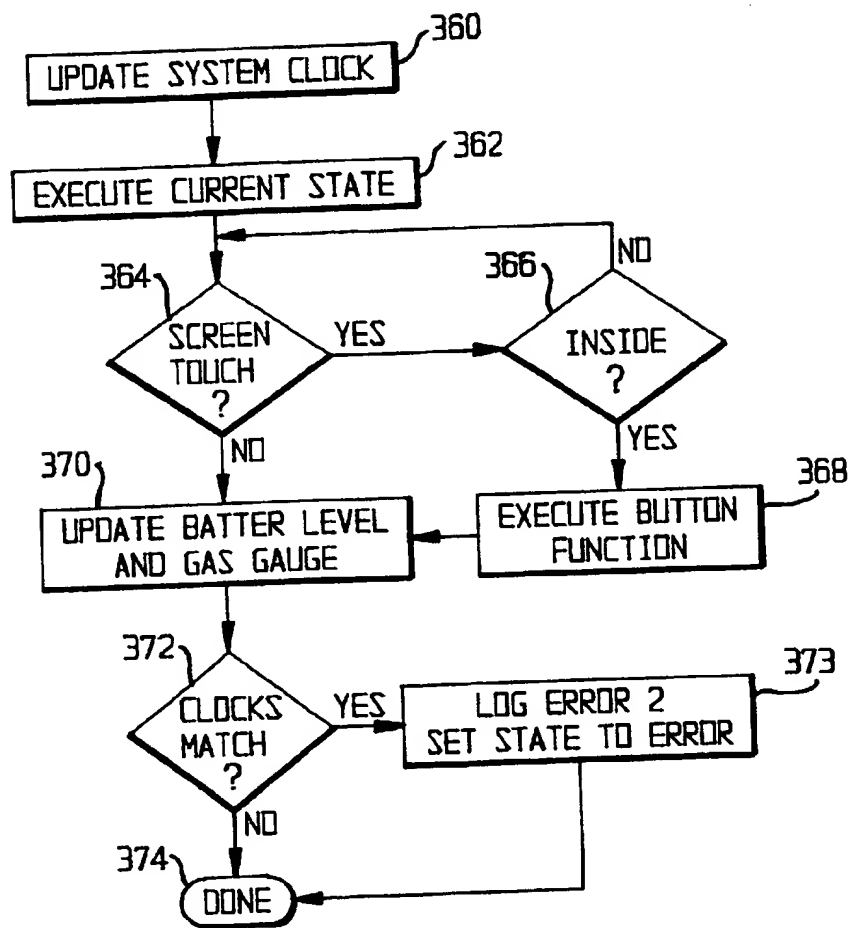 360
UPDATE SYSTEM CLOCK
362
EXECUTE CURRENT STATE
364
SCREEN
TOUCH
?
YES
NO
366
INSIDE
?
NO
YES
368
EXECUTE BUTTON
FUNCTION
370
UPDATE BATTER LEVEL
AND GAS GAUGE
372
CLOCKS
MATCH
?
YES
NO
373
LOG ERROR 2
SET STATE TO ERROR
374
DONE